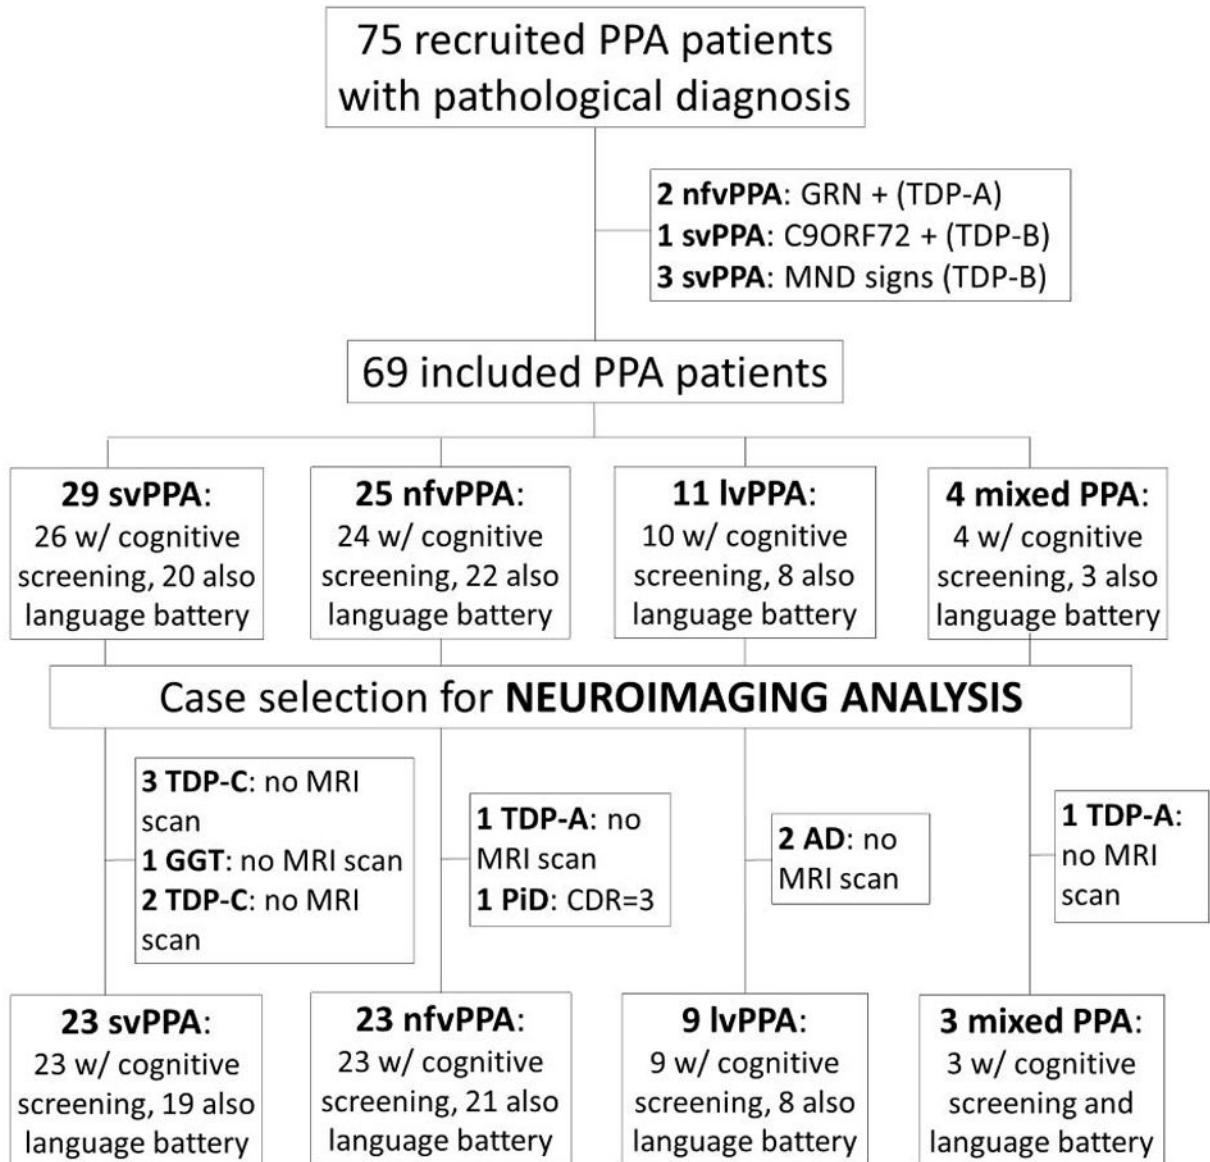 75 recruited PPA patients
with pathological diagnosis
2 nfvPPA: GRN + (TDP-A)
1 svPPA: C9ORF72 + (TDP-B)
3 svPPA: MND signs (TDP-B)
69 included PPA patients
29 svPPA:
26 w/ cognitive
screening, 20 also
language battery
25 nfvPPA:
24 w/ cognitive
screening, 22 also
language battery
11 lvPPA:
10 w/ cognitive
screening, 8 also
language battery
4 mixed PPA:
4 w/ cognitive
screening, 3 also
language battery
Case selection for NEUROIMAGING ANALYSIS
3 TDP-C: no MRI
scan
1 GGT: no MRI scan
2 TDP-C: no MRI
scan
1 TDP-A: no
MRI scan
1 PiD: CDR=3
2 AD: no
MRI scan
1 TDP-A:
no MRI
scan
23 svPPA:
23 w/ cognitive
screening, 19 also
language battery
23 nfvPPA:
23 w/ cognitive
screening, 21 also
language battery
9 lvPPA:
9 w/ cognitive
screening, 8 also
language battery
3 mixed PPA:
3 w/ cognitive
screening and
language battery